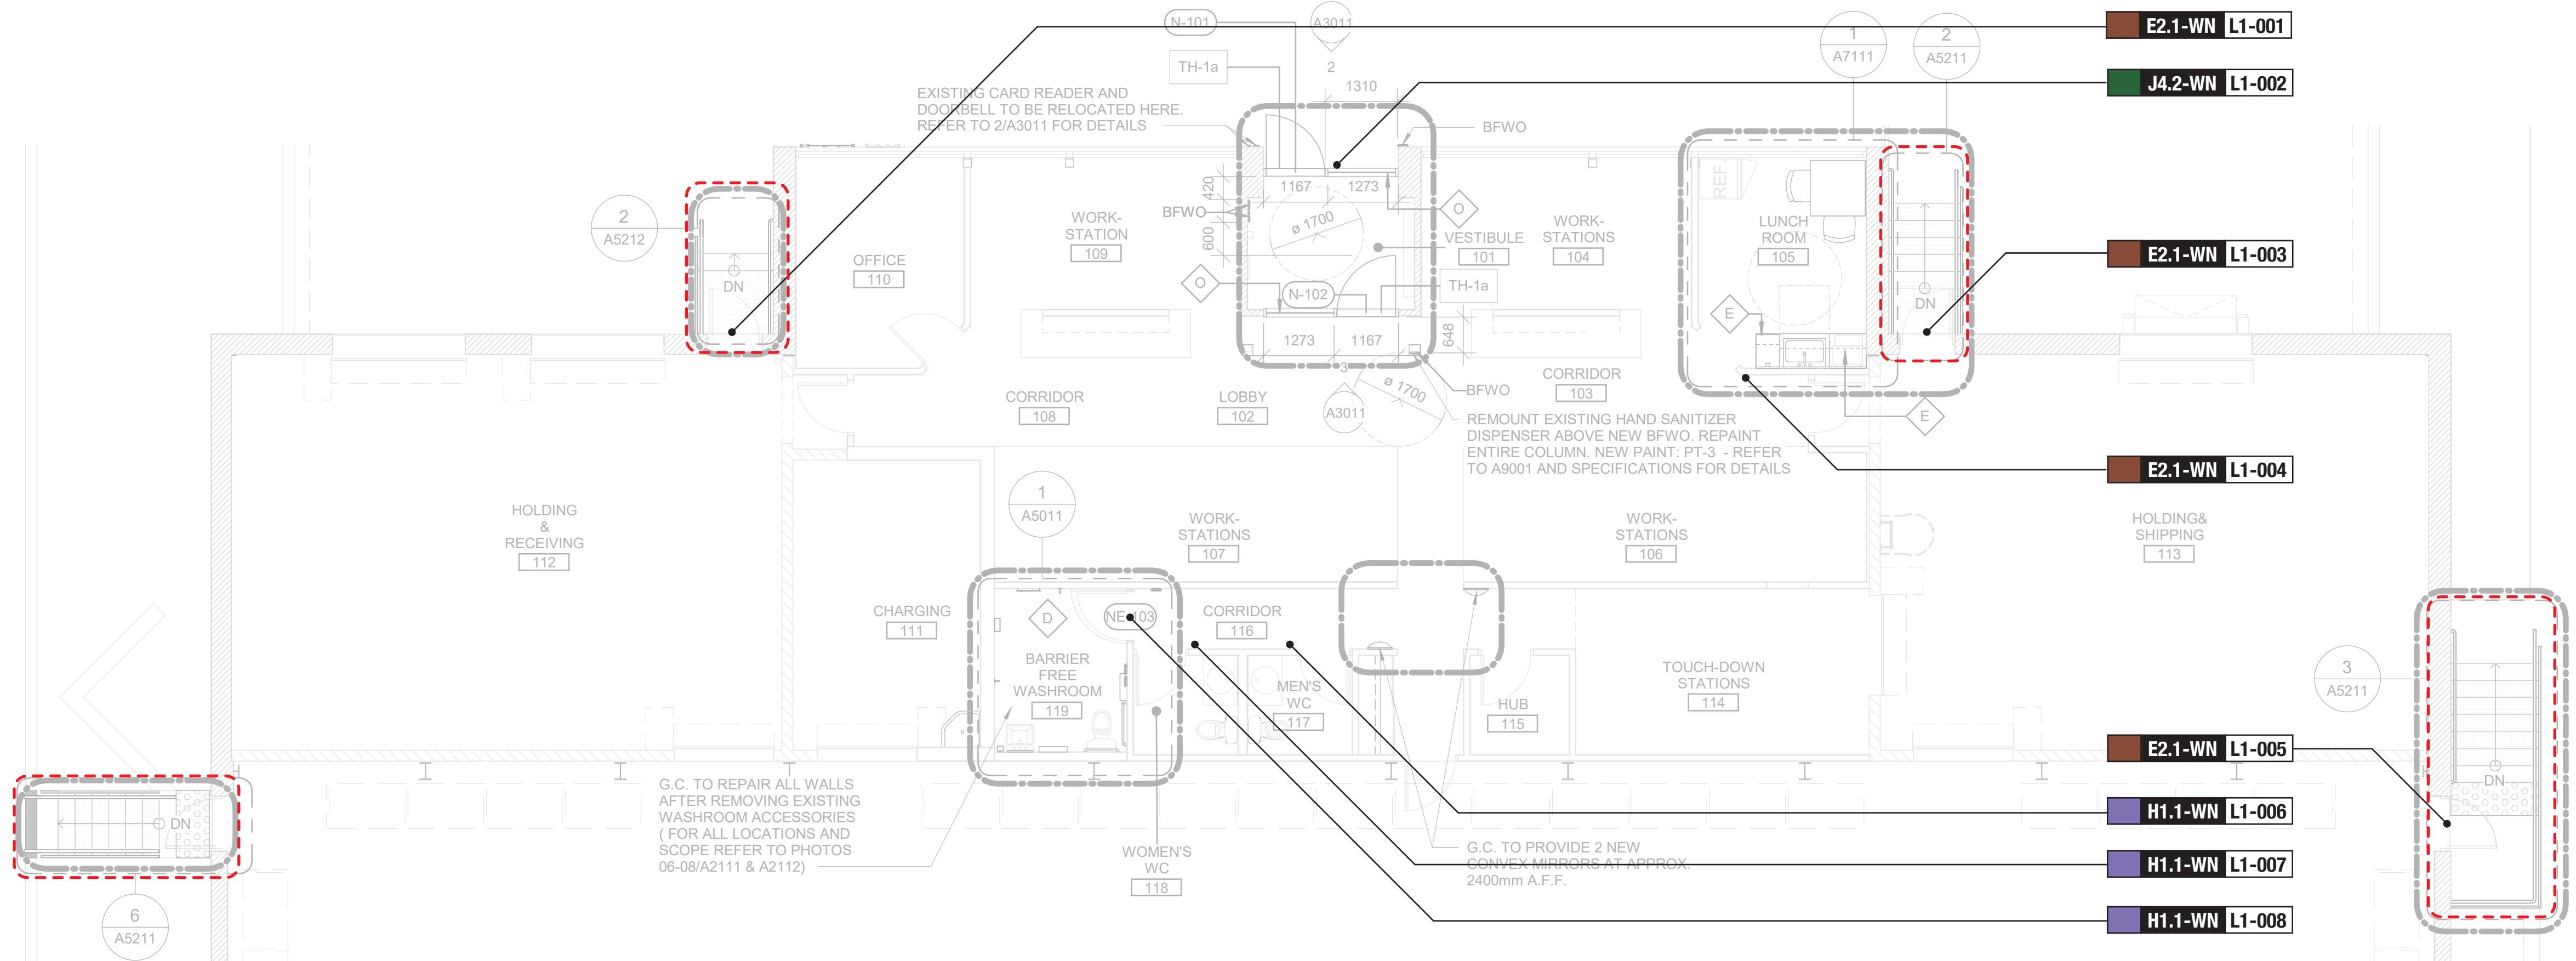 N-101
A3011
2
TH-1a
1310
E2.1-WN L1-001
1
A7111
2
A5211
J4.2-WN L1-002
EXISTING CARD READER AND
DOORBELL TO BE RELOCATED HERE.
REFER TO 2/A3011 FOR DETAILS
BFWO
2
A5212
DN
OFFICE
110
WORK-
STATION
109
420
BFWO
600
1167
1273
ø 1700
O
VESTIBULE
101
WORK-
STATIONS
104
REF.
LUNCH
ROOM
105
E2.1-WN L1-003
O
N-102
TH-1a
E
DN
1273
1167
648
3
A3011
ø 1700
BFWO
CORRIDOR
108
LOBBY
102
CORRIDOR
103
E
REMOUNT EXISTING HAND SANITIZER
DISPENSER ABOVE NEW BFWO. REPAINT
ENTIRE COLUMN. NEW PAINT: PT-3 - REFER
TO A9001 AND SPECIFICATIONS FOR DETAILS
E2.1-WN L1-004
HOLDING
&
RECEIVING
112
1
A5011
WORK-
STATIONS
107
WORK-
STATIONS
106
HOLDING&
SHIPPING
113
CHARGING
111
D
NE-103
CORRIDOR
116
BARRIER
FREE
WASHROOM
119
MEN'S
WC
117
HUB
115
TOUCH-DOWN
STATIONS
114
3
A5211
E2.1-WN L1-005
DN
DN
G.C. TO REPAIR ALL WALLS
AFTER REMOVING EXISTING
WASHROOM ACCESSORIES
( FOR ALL LOCATIONS AND
SCOPE REFER TO PHOTOS
06-08/A2111 & A2112)
H1.1-WN L1-006
WOMEN'S
WC
118
G.C. TO PROVIDE 2 NEW
CONVEX MIRRORS AT APPROX.
2400mm A.F.F.
H1.1-WN L1-007
6
A5211
H1.1-WN L1-008